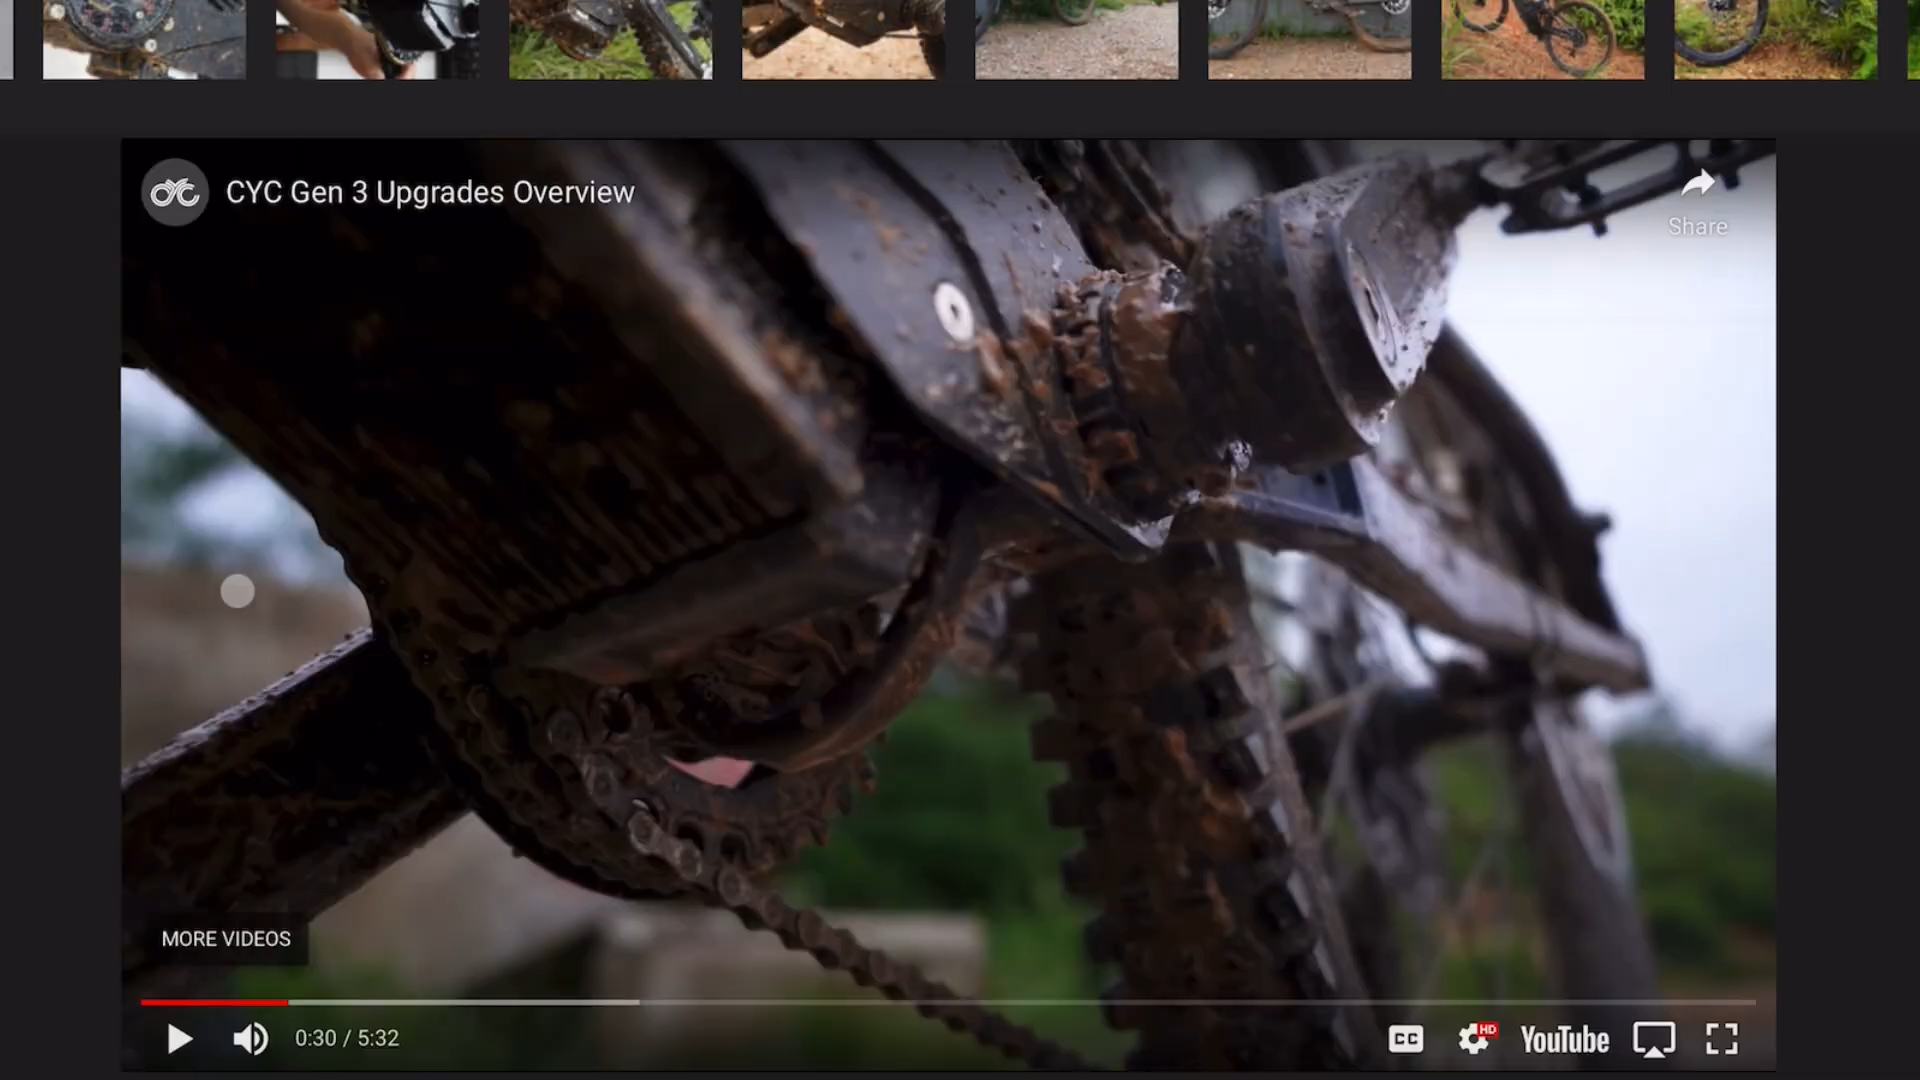 CYC Gen 3 Upgrades Overview
Share
MORE VIDEOS
0:30 / 5:32
CC
HD
YouTube